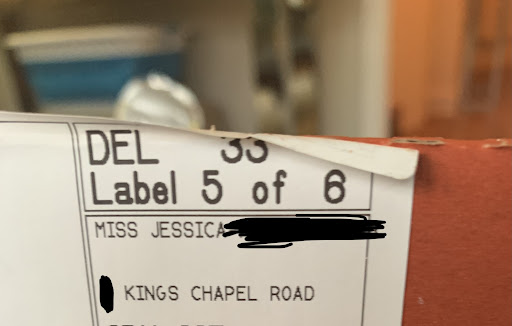 DEL 33
Label 5 of 6
MISS JESSICA
KINGS CHAPEL ROAD